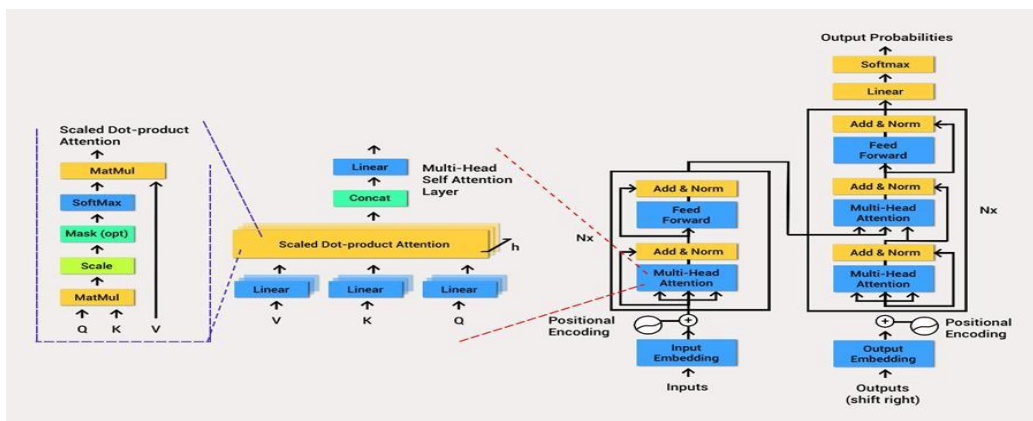 Scaled Dot-product
Attention
MatMul
SoftMax
Mask (opt)
Scale
MatMul
Q K V
Linear
Multi-Head
Self Attention
Layer
Concat
Scaled Dot-product Attention
h
Linear Linear Linear
V K Q
Nx
Add & Norm
Feed
Forward
Add & Norm
Multi-Head
Attention
Positional
Encoding
Input
Embedding
Inputs
Output Probabilities
Softmax
Linear
Add & Norm
Feed
Forward
Add & Norm
Multi-Head
Attention
Nx
Add & Norm
Multi-Head
Attention
Positional
Encoding
Output
Embedding
Outputs
(shift right)